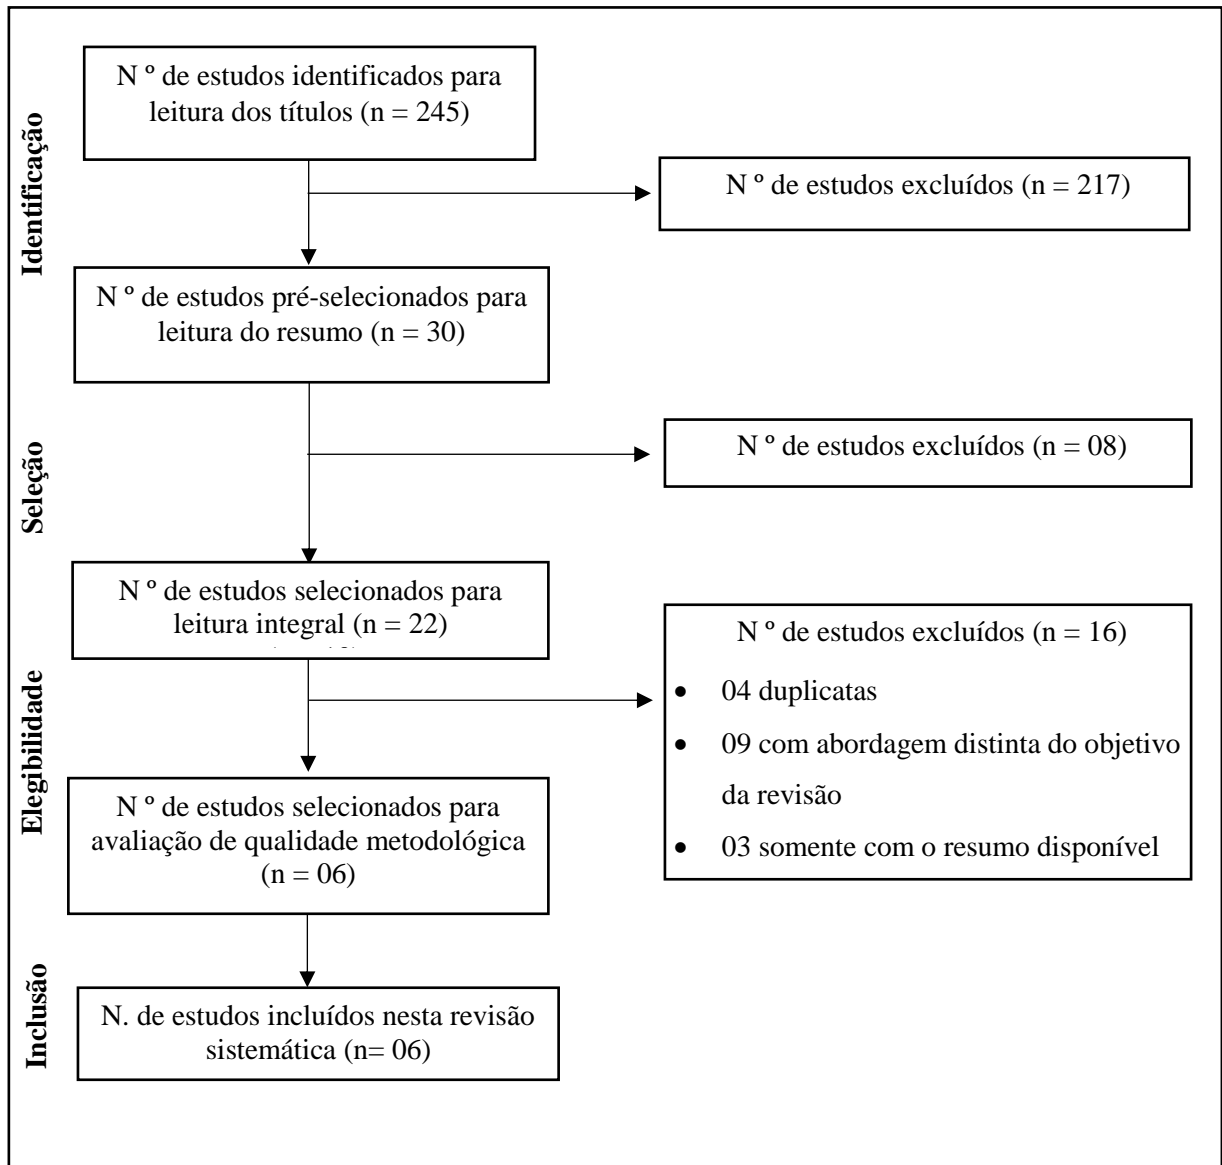 Identificação
N º de estudos identificados para
leitura dos títulos (n = 245)
N º de estudos excluídos (n = 217)
N º de estudos pré-selecionados para
leitura do resumo (n = 30)
Seleção
N º de estudos excluídos (n = 08)
N º de estudos selecionados para
leitura integral (n = 22)
Elegibilidade
N º de estudos excluídos (n = 16)
• 04 duplicatas
• 09 com abordagem distinta do objetivo
da revisão
• 03 somente com o resumo disponível
N º de estudos selecionados para
avaliação de qualidade metodológica
(n = 06)
Inclusão
N. de estudos incluídos nesta revisão
sistemática (n= 06)